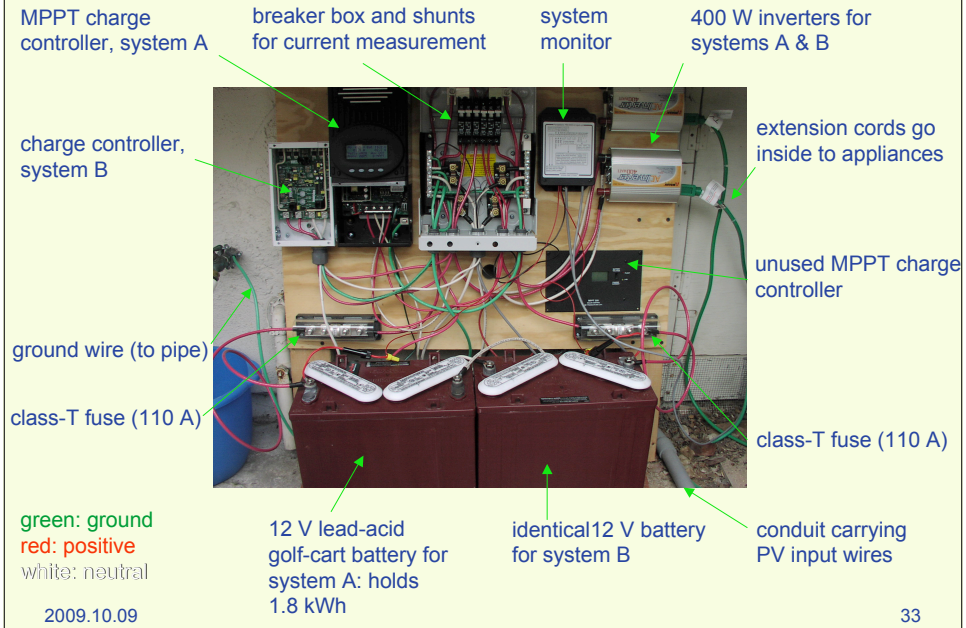 MPPT charge
controller, system A
breaker box and shunts
for current measurement
system
monitor
400 W inverters for
systems A & B
charge controller,
system B
extension cords go
inside to appliances
unused MPPT charge
controller
ground wire (to pipe)
class-T fuse (110 A)
class-T fuse (110 A)
green: ground
red: positive
white: neutral
12 V lead-acid
golf-cart battery for
system A: holds
1.8 kWh
identical12 V battery
for system B
conduit carrying
PV input wires
2009.10.09
33